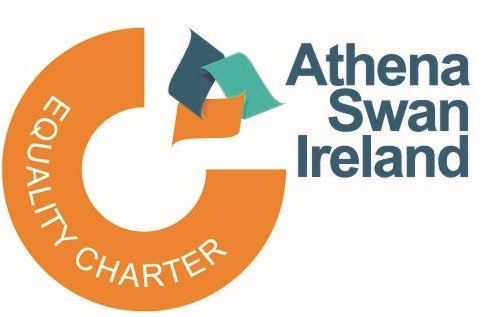 Athena
Swan
Ireland
EQUALITY CHARTER